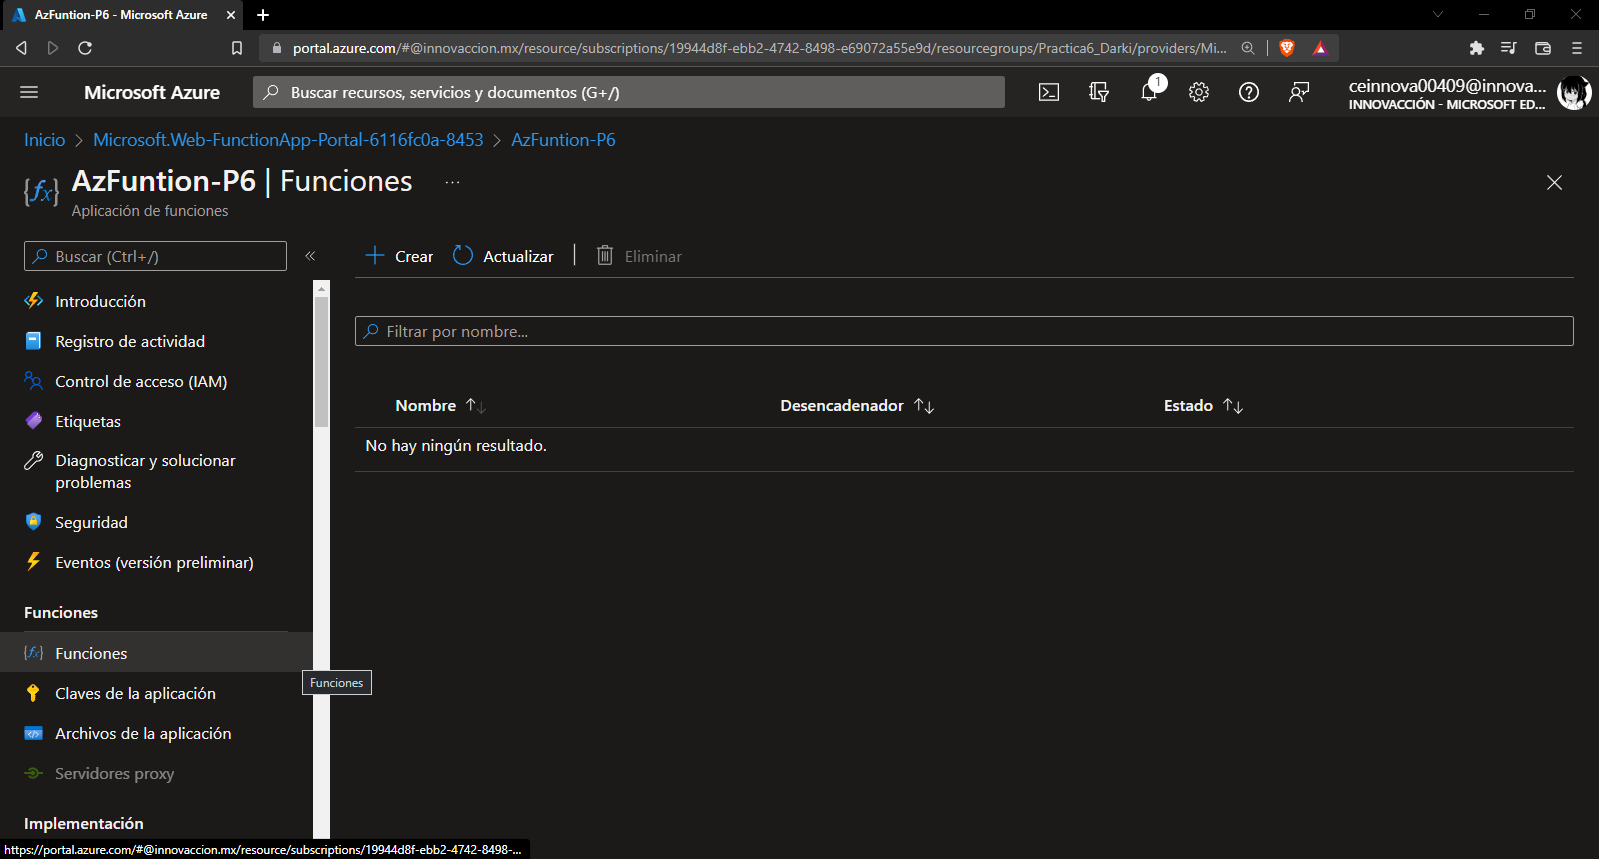 AzFuntion-P6 - Microsoft Azure
portal.azure.com/#@innovaccion.mx/resource/subscriptions/19944d8f-ebb2-4742-8498-e69072a55e9d/resourcegroups/Practica6_Darki/providers/Mi...
Microsoft Azure
Buscar recursos, servicios y documentos (G+/)
1
ceinnova00409@innova...
INNOVACCIÓN - MICROSOFT ED...
Inicio > Microsoft.Web-FunctionApp-Portal-6116fc0a-8453 > AzFuntion-P6
{fx}
AzFuntion-P6 | Funciones ...
Aplicación de funciones
Buscar (Ctrl+/)
«
Crear
Actualizar
Eliminar
Introducción
Registro de actividad
Control de acceso (IAM)
Etiquetas
Diagnosticar y solucionar
problemas
Seguridad
Eventos (versión preliminar)
Funciones
{fx} Funciones
Claves de la aplicación
Archivos de la aplicación
Servidores proxy
Implementación
Filtrar por nombre...
Nombre
Desencadenador
Estado
No hay ningún resultado.
Funciones
https://portal.azure.com/#@innovaccion.mx/resource/subscriptions/19944d8f-ebb2-4742-8498-...